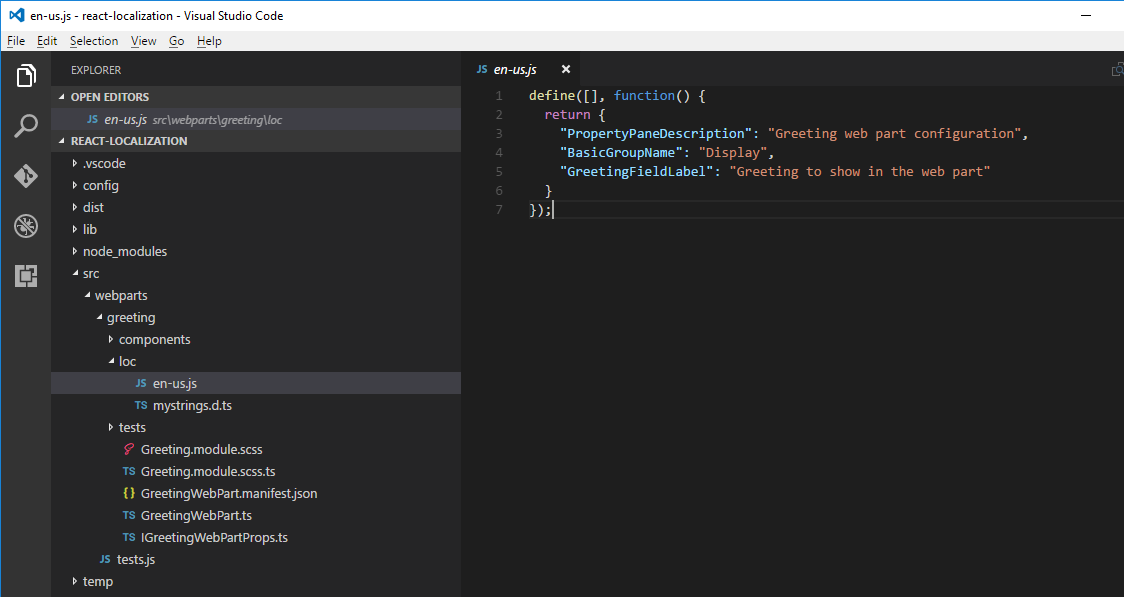 en-us.js - react-localization - Visual Studio Code
File Edit Selection View Go Help
EXPLORER
OPEN EDITORS
JS en-us.js src\webparts\greeting\loc
REACT-LOCALIZATION
.vscode
config
dist
lib
node_modules
src
webparts
greeting
components
loc
JS en-us.js
TS mystrings.d.ts
tests
Greeting.module.scss
TS Greeting.module.scss.ts
{} GreetingWebPart.manifest.json
TS GreetingWebPart.ts
TS IGreetingWebPartProps.ts
JS tests.js
temp
JS en-us.js
1 define([], function() {
2 return {
3 "PropertyPaneDescription": "Greeting web part configuration",
4 "BasicGroupName": "Display",
5 "GreetingFieldLabel": "Greeting to show in the web part"
6 }
7 });